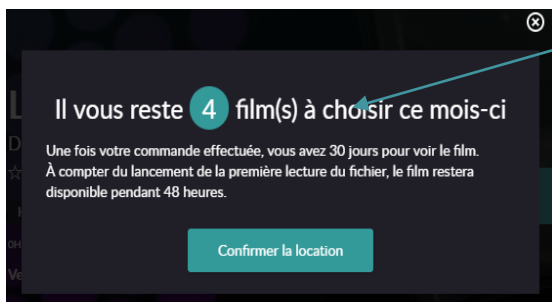 Il vous reste 4 film(s) à choisir ce mois-ci
Une fois votre commande effectuée, vous avez 30 jours pour voir le film.
À compter du lancement de la première lecture du fichier, le film restera
disponible pendant 48 heures.
Confirmer la location